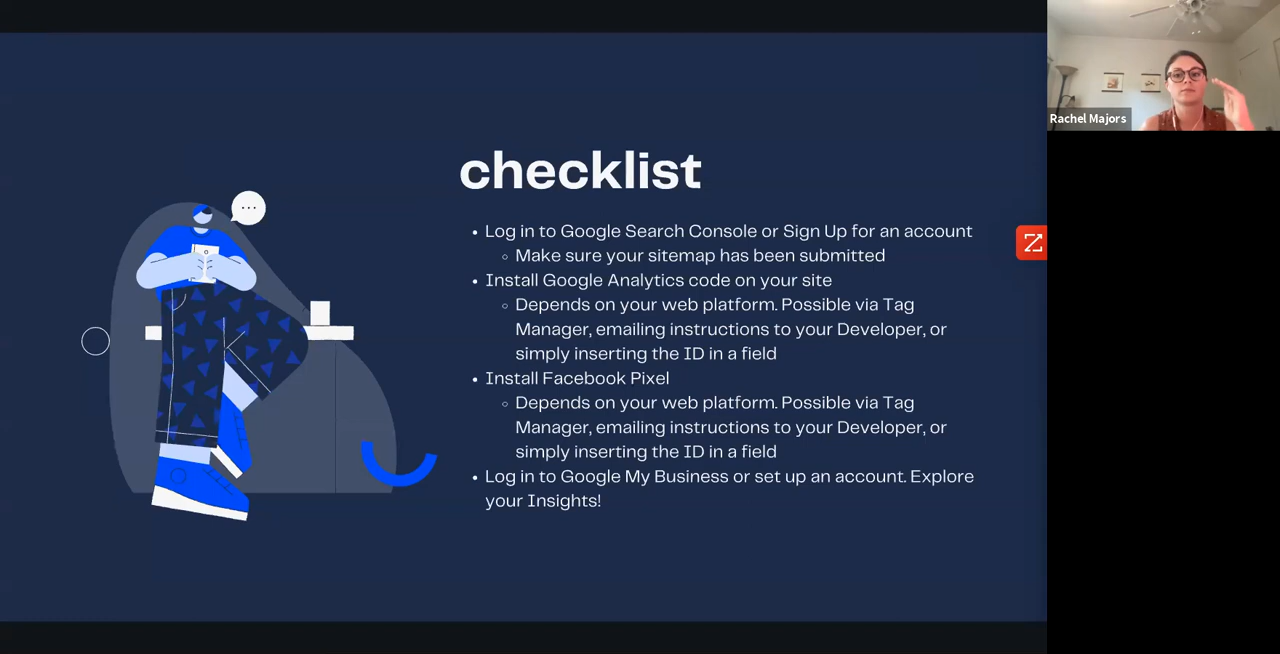 checklist
• Log in to Google Search Console or Sign Up for an account
◦ Make sure your sitemap has been submitted
• Install Google Analytics code on your site
◦ Depends on your web platform. Possible via Tag
Manager, emailing instructions to your Developer, or
simply inserting the ID in a field
• Install Facebook Pixel
◦ Depends on your web platform. Possible via Tag
Manager, emailing instructions to your Developer, or
simply inserting the ID in a field
• Log in to Google My Business or set up an account. Explore
your Insights!
Rachel Majors